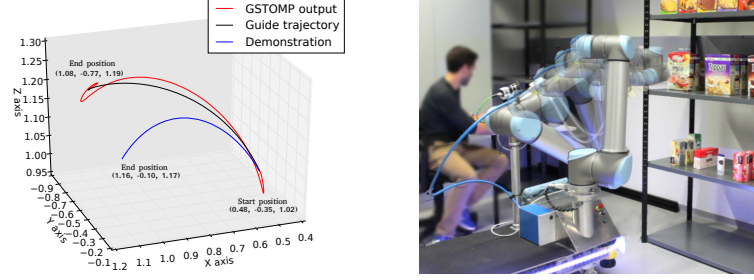 GSTOMP output
Guide trajectory
Demonstration
1.30
1.25
1.20
1.15
1.10
1.05
1.00
0.95
Z axis
End position
(1.08, -0.77, 1.19)
End position
(1.16, -0.10, 1.17)
Start position
(0.48, -0.35, 1.02)
−0.9
−0.8
−0.7
−0.6
−0.5
−0.4
−0.3
−0.2
−0.1
Y axis
1.2
1.1
1.0
0.9
0.8
0.7
0.6
0.5
0.4
X axis